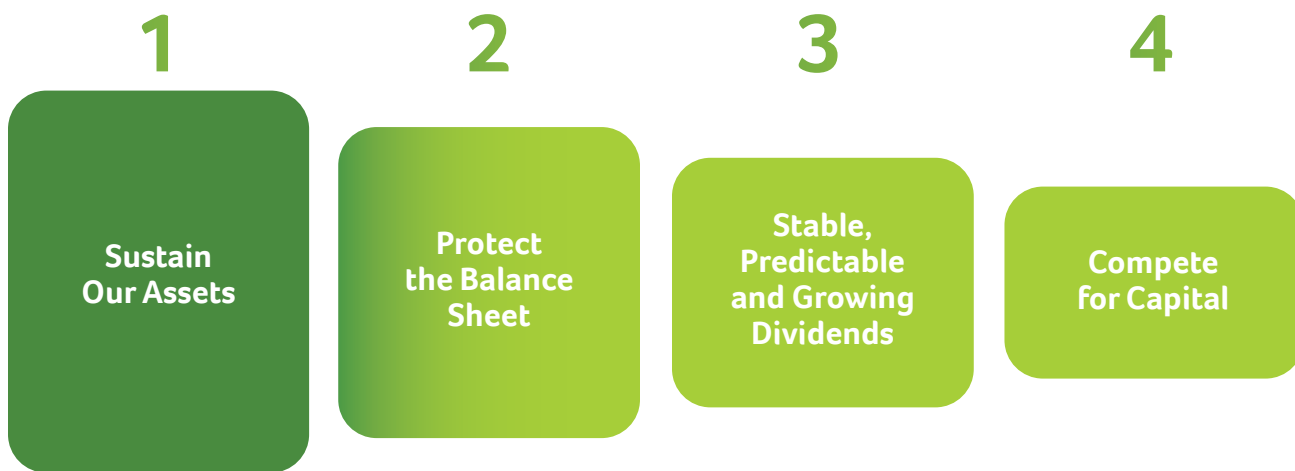 1
2
3
4
Sustain
Our Assets
Protect
the Balance
Sheet
Stable,
Predictable
and Growing
Dividends
Compete
for Capital